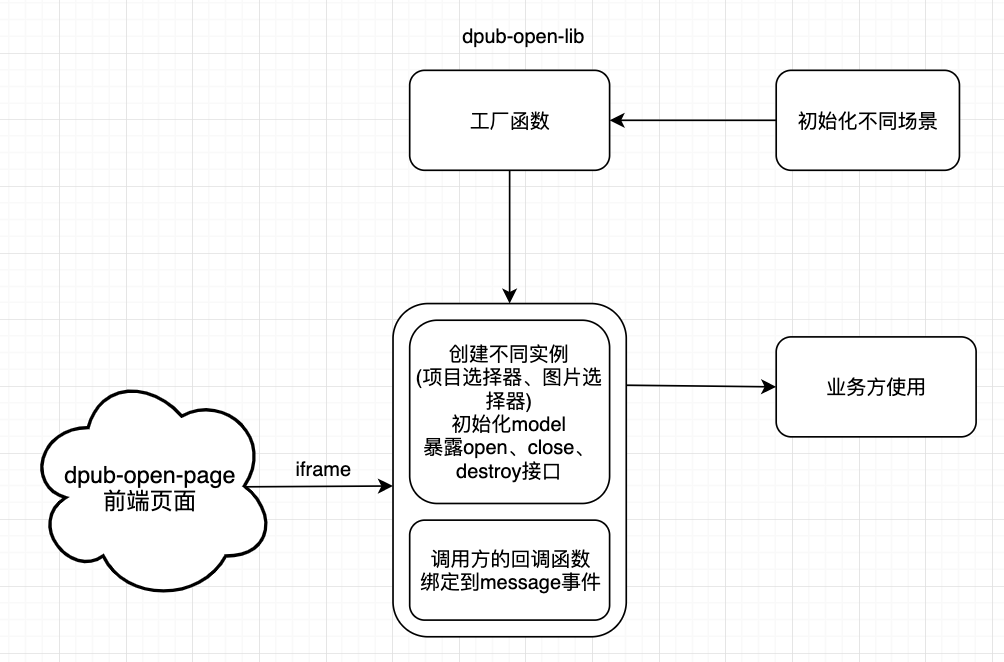 dpub-open-lib
工厂函数
初始化不同场景
创建不同实例
(项目选择器、图片选
择器)
初始化model
暴露open、close、
destroy接口
业务方使用
dpub-open-page
前端页面
iframe
调用方的回调函数
绑定到message事件